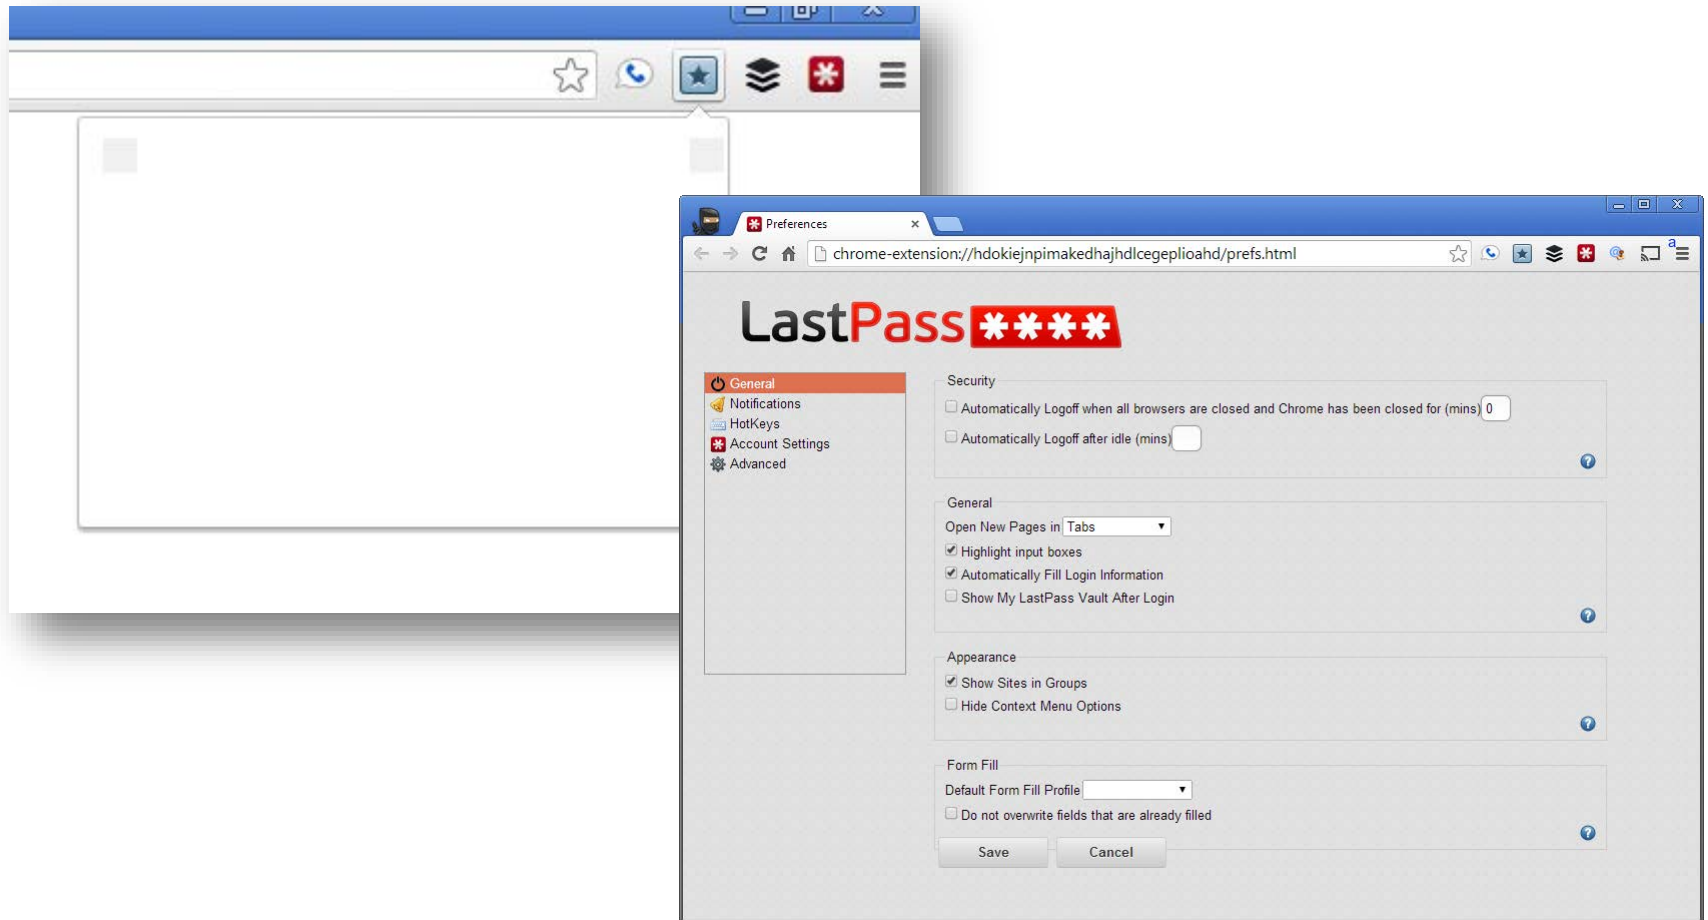 Preferences
chrome-extension://hdokiejnpimakedhajhdlcegeplioahd/prefs.html
a
LastPass ****
General
Notifications
HotKeys
Account Settings
Advanced
Security
Automatically Logoff when all browsers are closed and Chrome has been closed for (mins) 0
Automatically Logoff after idle (mins)
General
Open New Pages in Tabs
Highlight input boxes
Automatically Fill Login Information
Show My LastPass Vault After Login
Appearance
Show Sites in Groups
Hide Context Menu Options
Form Fill
Default Form Fill Profile
Do not overwrite fields that are already filled
Save Cancel